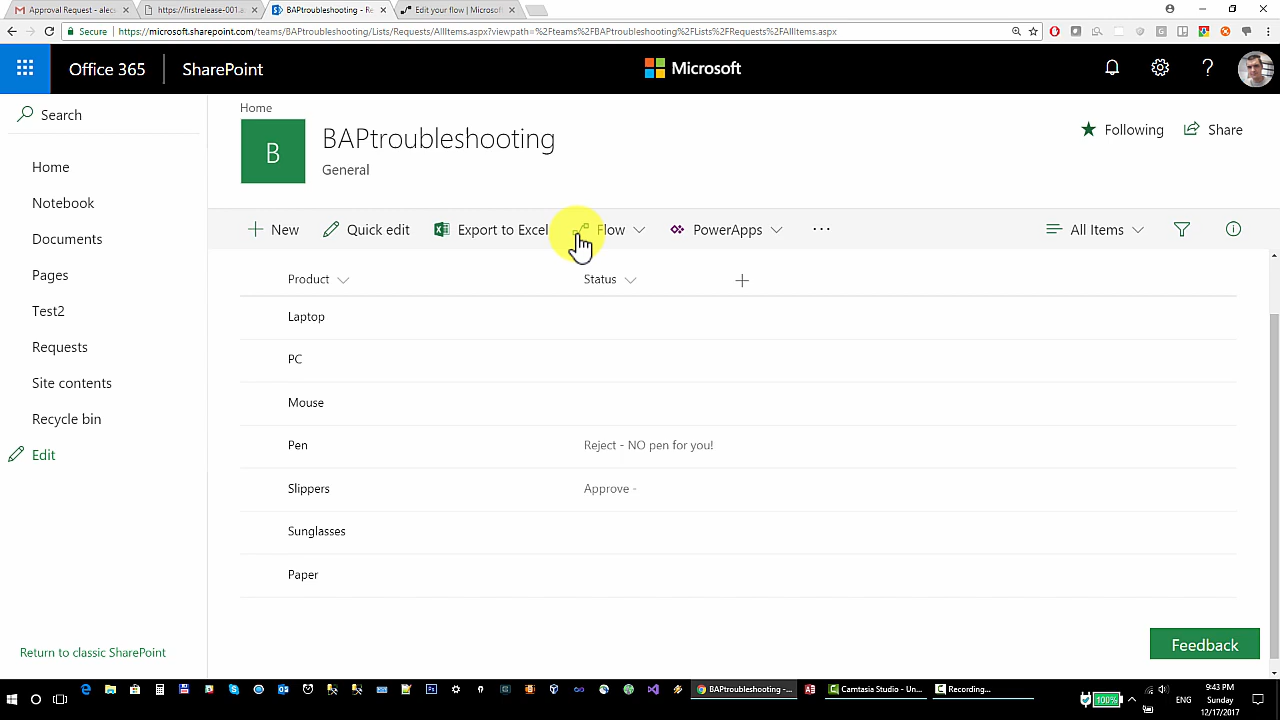 Approval Request - alec
https://firstrelease-001.s
BAPtroubleshooting - Re
Edit your flow | Microsoft
Secure
https://microsoft.sharepoint.com/teams/BAPtroubleshooting/Lists/Requests/AllItems.aspx?viewpath=%2Fteams%2FBAPtroubleshooting%2FLists%2FRequests%2FAllItems.aspx
Office 365
SharePoint
Microsoft
Search
Home
Notebook
Documents
Pages
Test2
Requests
Site contents
Recycle bin
Edit
Return to classic SharePoint
Home
B
BAPtroubleshooting
General
Following
Share
New
Quick edit
Export to Excel
Flow
PowerApps
...
All Items
Product
Status
Laptop
PC
Mouse
Pen
Reject - NO pen for you!
Slippers
Approve -
Sunglasses
Paper
Feedback
BAPtroubleshooting -...
Camtasia Studio - Un...
Recording...
100%
ENG
9:43 PM
Sunday
12/17/2017